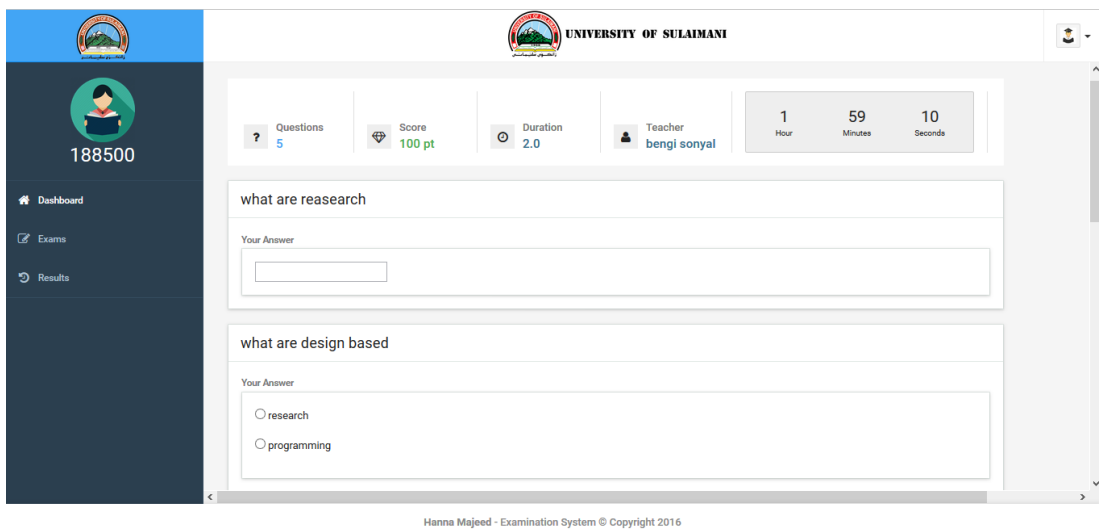 UNIVERSITY OF SULAIMANI
188500
Dashboard
Exams
Results
? Questions
5
Score
100 pt
Duration
2.0
Teacher
bengi sonyal
1 59 10
Hour Minutes Seconds
what are reasearch
Your Answer
what are design based
Your Answer
research
programming
Hanna Majeed - Examination System © Copyright 2016